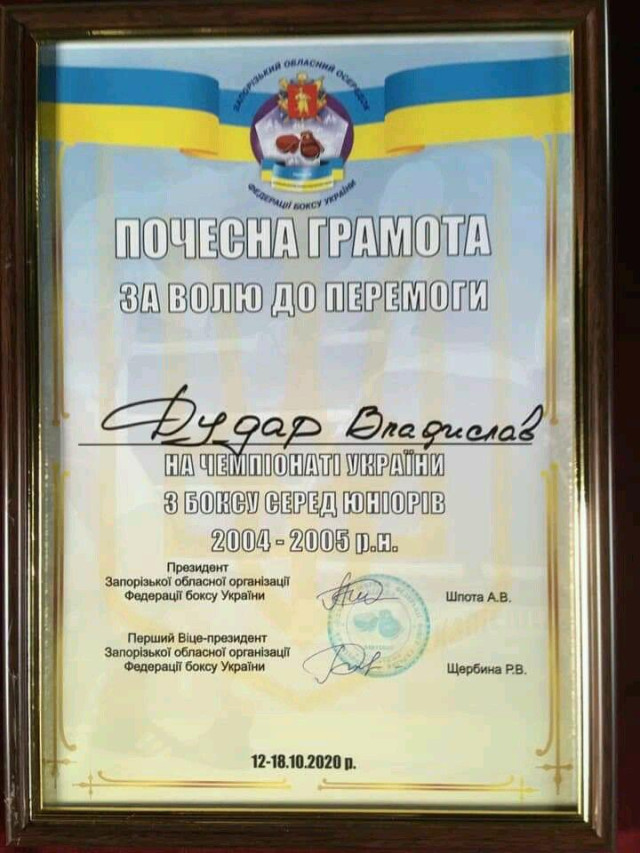 ЗАПОРІЗЬКИЙ ОБЛАСНИЙ ОСЕРЕДОК
ФЕДЕРАЦІЇ БОКСУ УКРАЇНИ
ПОЧЕСНА ГРАМОТА
ЗА ВОЛЮ ДО ПЕРЕМОГИ
Дудар Владислав
НА ЧЕМПІОНАТІ УКРАЇНИ
З БОКСУ СЕРЕД ЮНІОРІВ
2004 - 2005 р.н.
Президент
Запорізької обласної організації
Федерації боксу України
Шпота А.В.
Перший Віце-президент
Запорізької обласної організації
Федерації боксу України
Щербина Р.В.
12-18.10.2020 р.